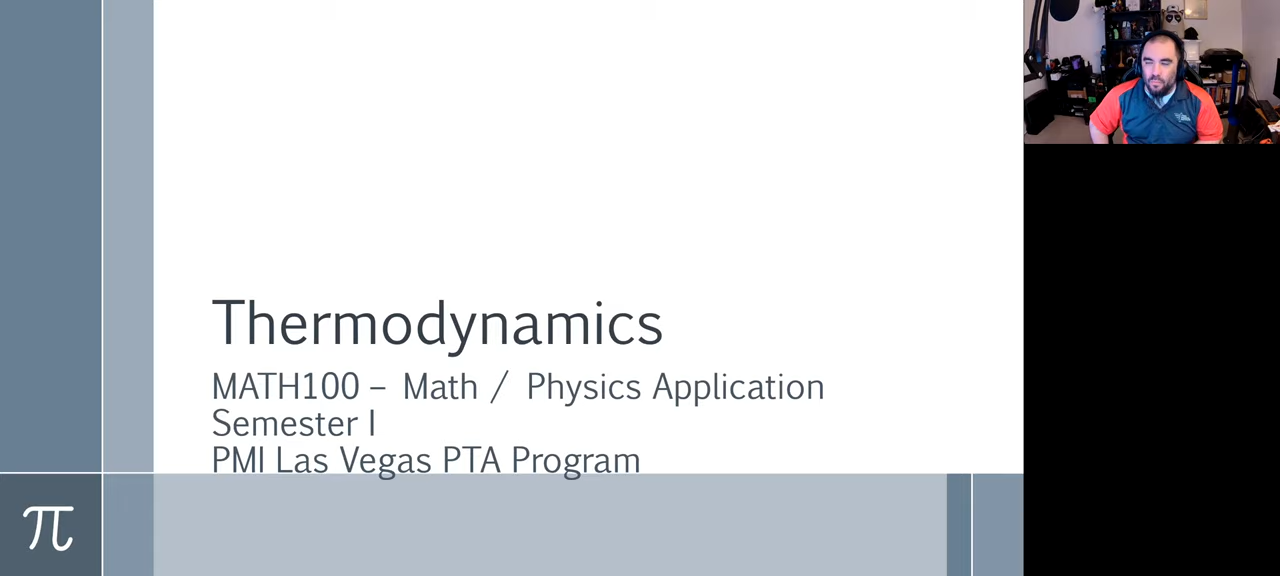 Thermodynamics
MATH100 – Math / Physics Application
Semester I
PMI Las Vegas PTA Program
π